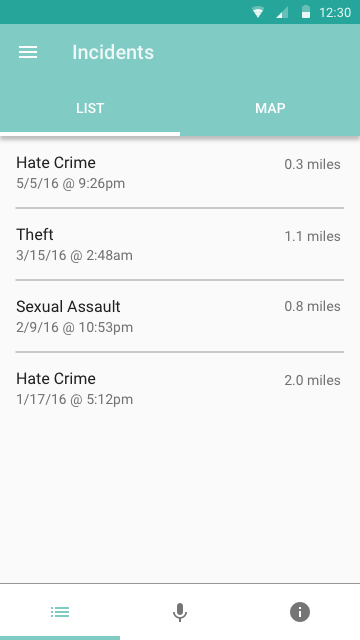 12:30
Incidents
LIST MAP
Hate Crime 0.3 miles
5/5/16 @ 9:26pm
Theft 1.1 miles
3/15/16 @ 2:48am
Sexual Assault 0.8 miles
2/9/16 @ 10:53pm
Hate Crime 2.0 miles
1/17/16 @ 5:12pm